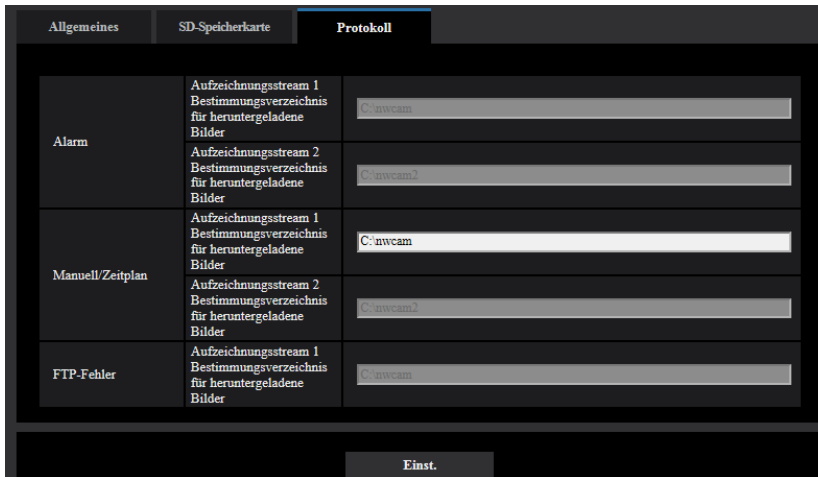 Allgemeines
SD-Speicherkarte
Protokoll
Alarm
Aufzeichnungsstream 1
Bestimmungsverzeichnis
für heruntergeladene
Bilder
C:\nwcam
Aufzeichnungsstream 2
Bestimmungsverzeichnis
für heruntergeladene
Bilder
C:\nwcam2
Manuell/Zeitplan
Aufzeichnungsstream 1
Bestimmungsverzeichnis
für heruntergeladene
Bilder
C:\nwcam
Aufzeichnungsstream 2
Bestimmungsverzeichnis
für heruntergeladene
Bilder
C:\nwcam2
FTP-Fehler
Aufzeichnungsstream 1
Bestimmungsverzeichnis
für heruntergeladene
Bilder
C:\nwcam
Einst.